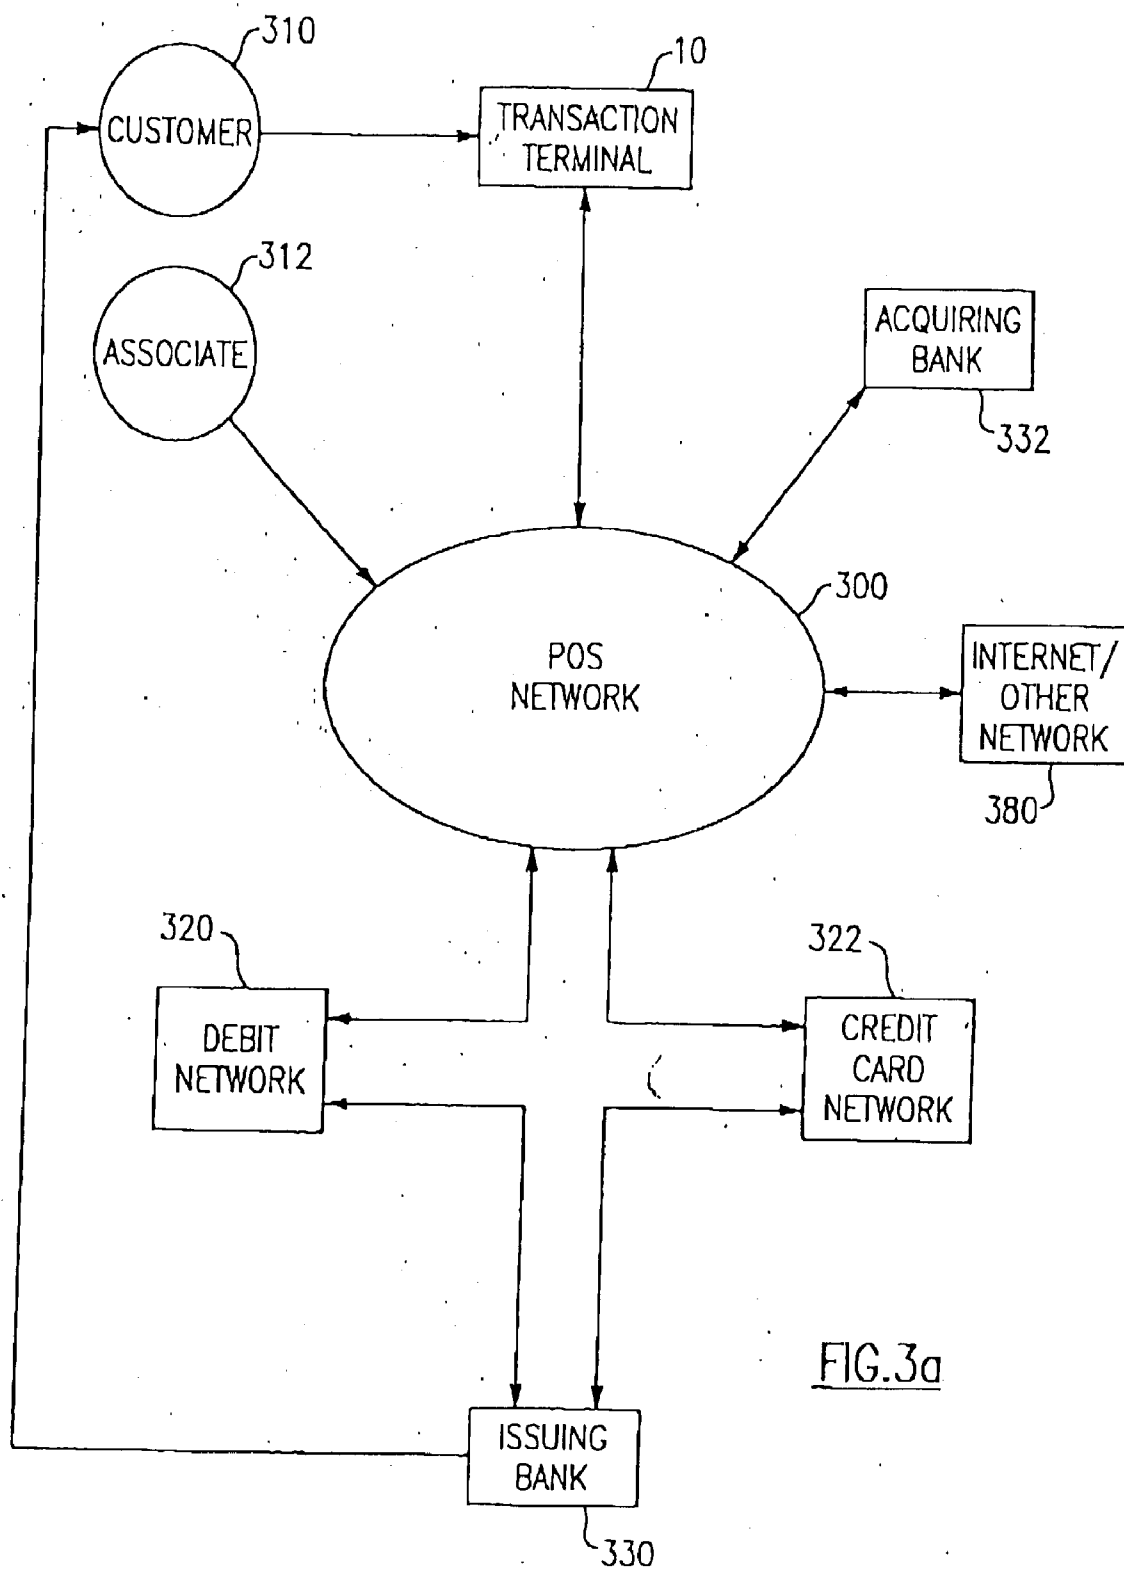 310
10
CUSTOMER
TRANSACTION
TERMINAL
312
ASSOCIATE
ACQUIRING
BANK
332
300
POS
NETWORK
INTERNET/
OTHER
NETWORK
380
320
322
DEBIT
NETWORK
CREDIT
CARD
NETWORK
FIG.3a
ISSUING
BANK
330